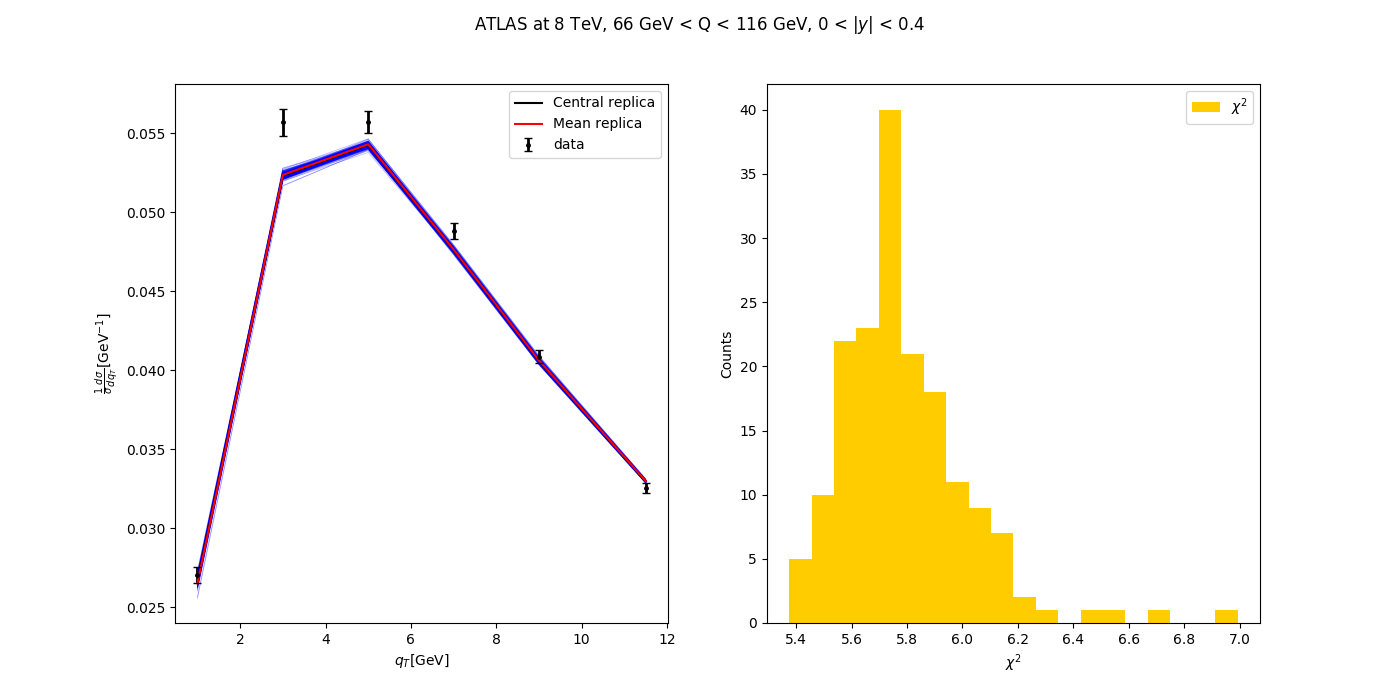 ATLAS at 8 TeV, 66 GeV < Q < 116 GeV, 0 < |y| < 0.4
Central replica
Mean replica
data
0.055
0.050
0.045
0.040
0.035
0.030
0.025
1/σ dσ/dq_T [GeV⁻¹]
2 4 6 8 10 12
q_T[GeV]
χ²
40
35
30
25
20
15
10
5
0
Counts
5.4 5.6 5.8 6.0 6.2 6.4 6.6 6.8 7.0
χ²